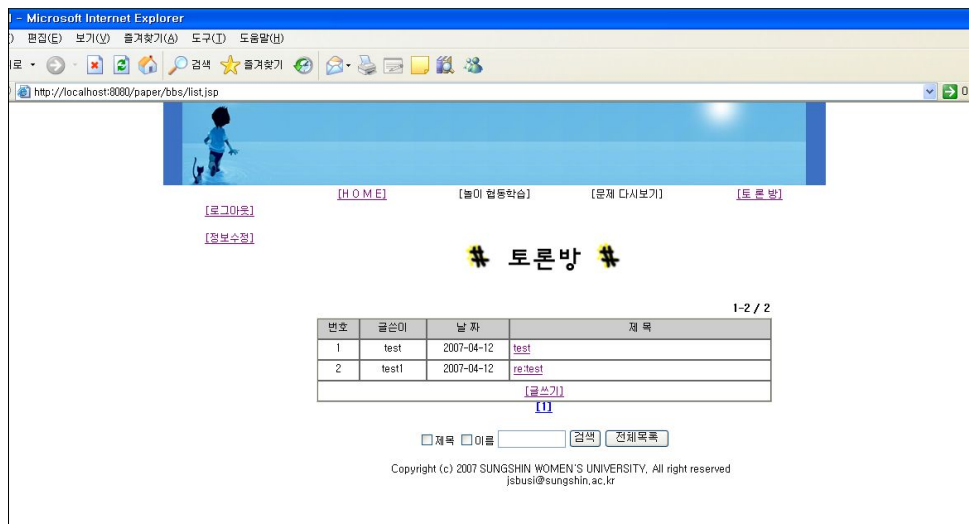 - Microsoft Internet Explorer
) 편집(E) 보기(V) 즐겨찾기(A) 도구(T) 도움말(H)
로 검색 즐겨찾기
http://localhost:8080/paper/bbs/list.jsp
[H O M E] [놀이 협동학습] [문제 다시보기] [토 론 방]
[로그아웃]
[정보수정]
# 토론방 #
1-2 / 2
번호 글쓴이 날 짜 제 목
1 test 2007-04-12 test
2 test1 2007-04-12 re:test
[글쓰기]
[1]
제목 이름 검색 전체목록
Copyright (c) 2007 SUNGSHIN WOMEN'S UNIVERSITY, All right reserved
jsbusi@sungshin.ac.kr